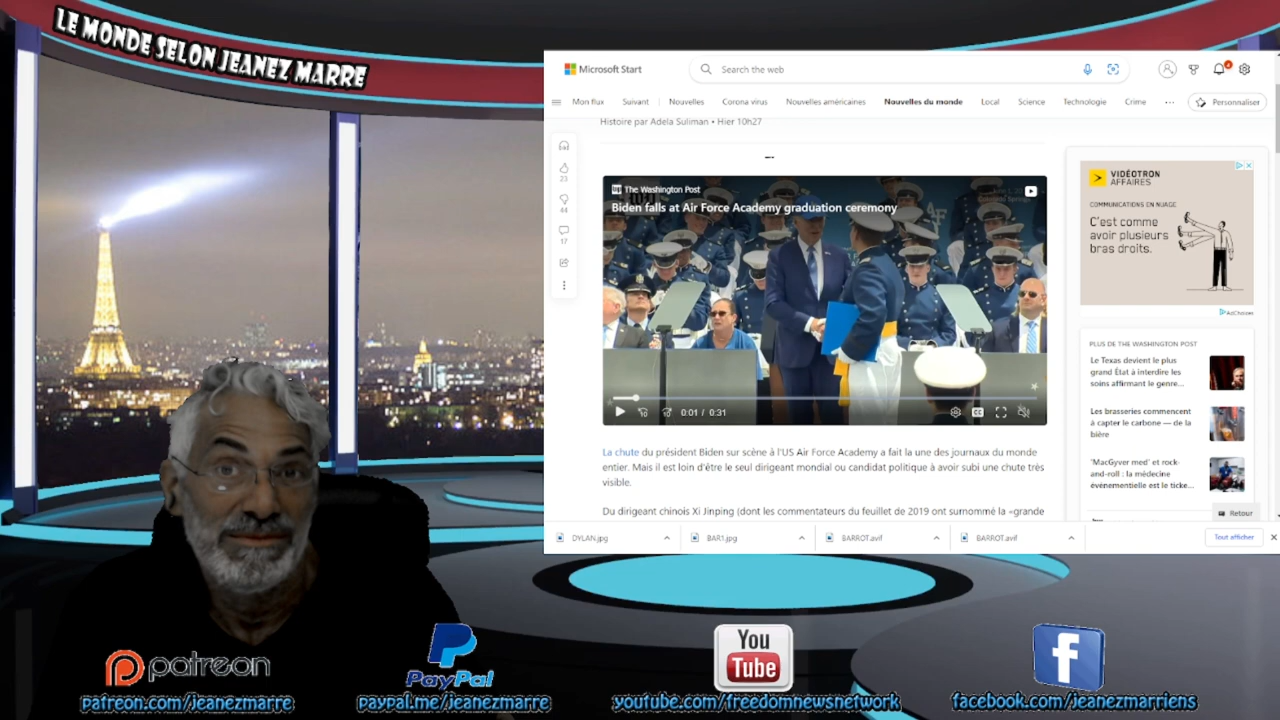 LE MONDE SELON JEANEZ MARRE
Microsoft Start
Search the web
4
Mon flux
Suivant
Nouvelles
Corona virus
Nouvelles américaines
Nouvelles du monde
Local
Science
Technologie
Crime
Personnaliser
Histoire par Adela Suliman • Hier 10h27
23
44
17
The Washington Post
Biden falls at Air Force Academy graduation ceremony
0:01 / 0:31
CC
VIDÉOTRON
AFFAIRES
COMMUNICATIONS EN NUAGE
C'est comme
avoir plusieurs
bras droits.
AdChoices
PLUS DE THE WASHINGTON POST
Le Texas devient le plus
grand État à interdire les
soins affirmant le genre...
Les brasseries commencent
à capter le carbone — de la
bière
'MacGyver med' et rock-
and-roll : la médecine
événementielle est le ticke...
Retour
La chute du président Biden sur scène à l'US Air Force Academy a fait la une des journaux du monde
entier. Mais il est loin d'être le seul dirigeant mondial ou candidat politique à avoir subi une chute très
visible.
Du dirigeant chinois Xi Jinping (dont les commentateurs du feuillet de 2019 ont surnommé la «grande
DYLAN.jpg
BAR1.jpg
BARROT.avif
BARROT.avif
Tout afficher
patreon
patreon.com/jeanezmarre
PayPal
paypal.me/jeanezmarre
You
Tube
youtube.com/freedomnewsnetwork
f
facebook.com/jeanezmarriens